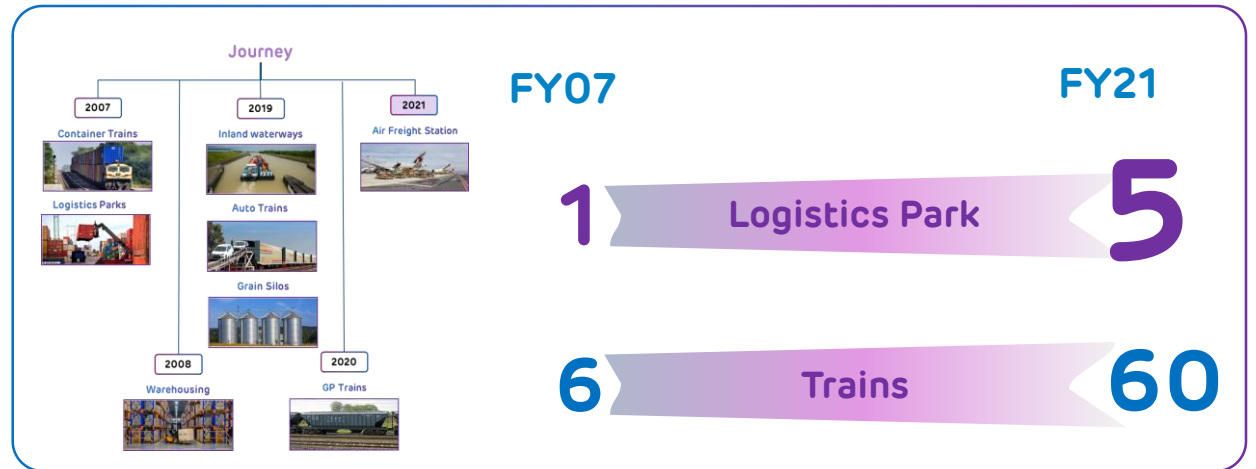 Journey
2007
Container Trains
Logistics Parks
2008
Warehousing
2019
Inland waterways
Auto Trains
Grain Silos
2020
GP Trains
2021
Air Freight Station
FY07
FY21
1
Logistics Park
5
6
Trains
60